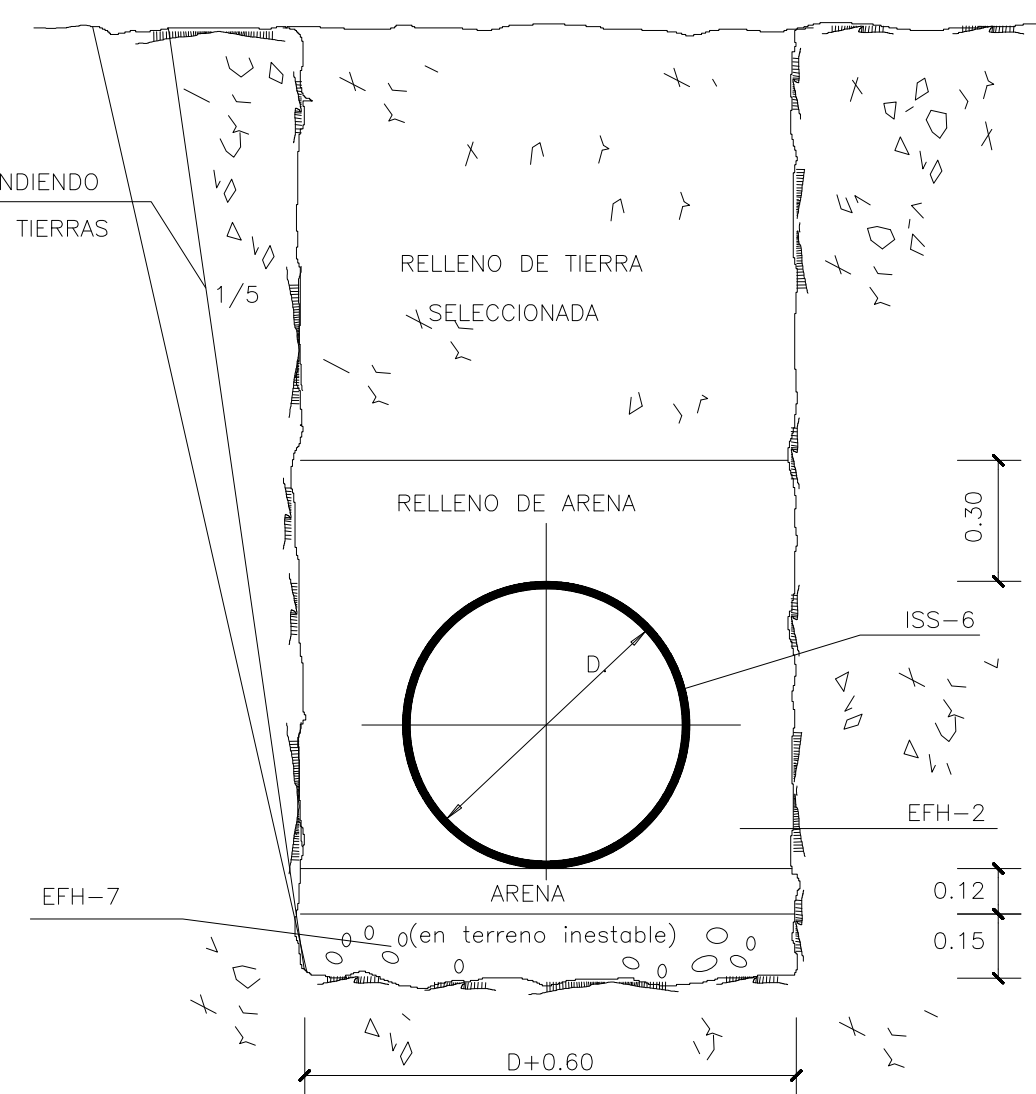 NDIENDO
TIERRAS
1/5
RELLENO DE TIERRA
SELECCIONADA
RELLENO DE ARENA
0.30
ISS-6
D.
EFH-2
ARENA
0.12
EFH-7
(en terreno inestable)
0.15
D+0.60